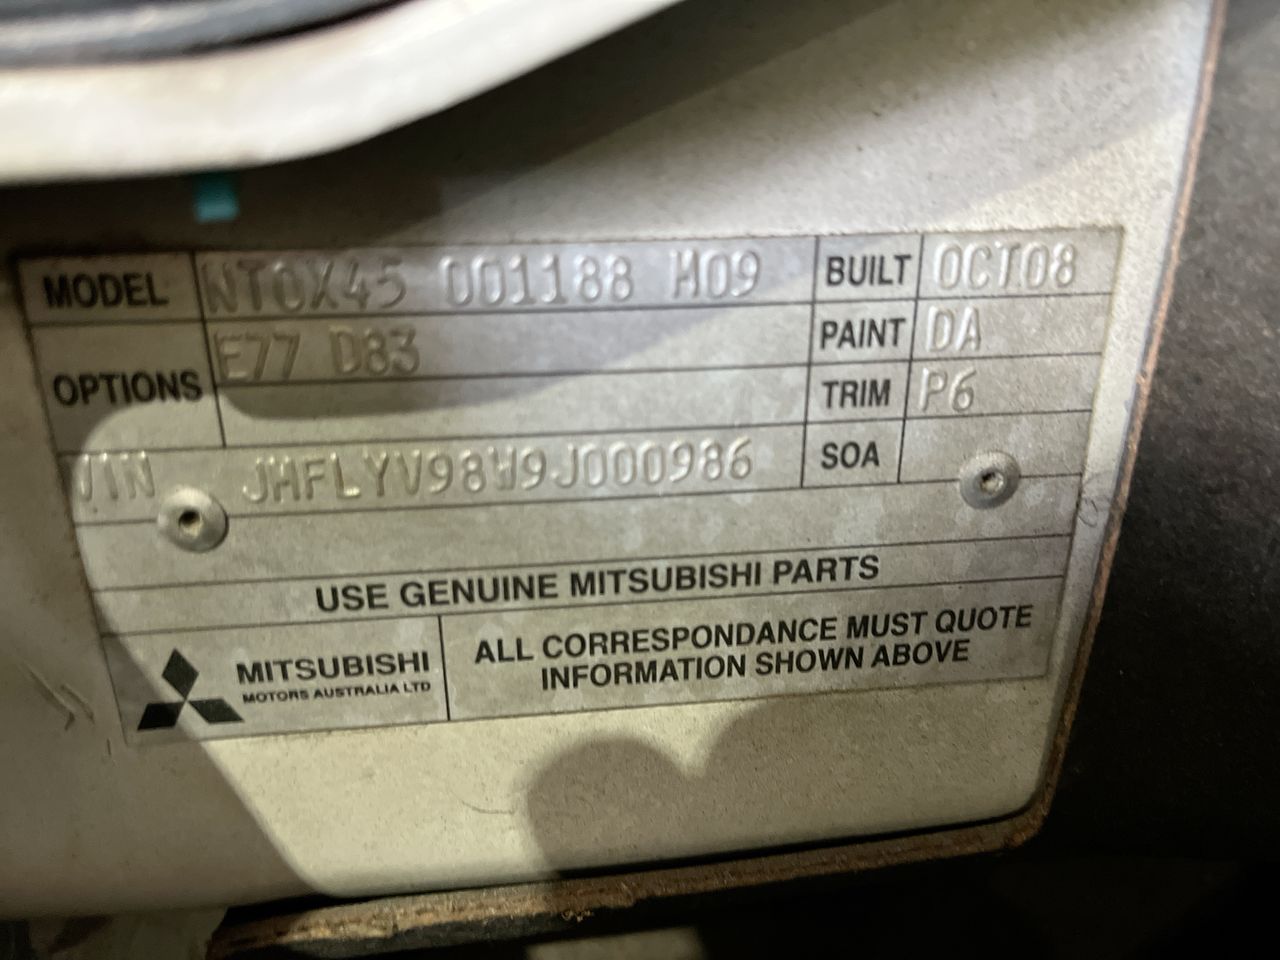 MODEL NT0X45 001188 M09 BUILT OCT08
OPTIONS E77 D83 PAINT DA
TRIM P6
VIN JMFLYV98W9J000986 SOA
USE GENUINE MITSUBISHI PARTS
MITSUBISHI
MOTORS AUSTRALIA LTD
ALL CORRESPONDANCE MUST QUOTE
INFORMATION SHOWN ABOVE